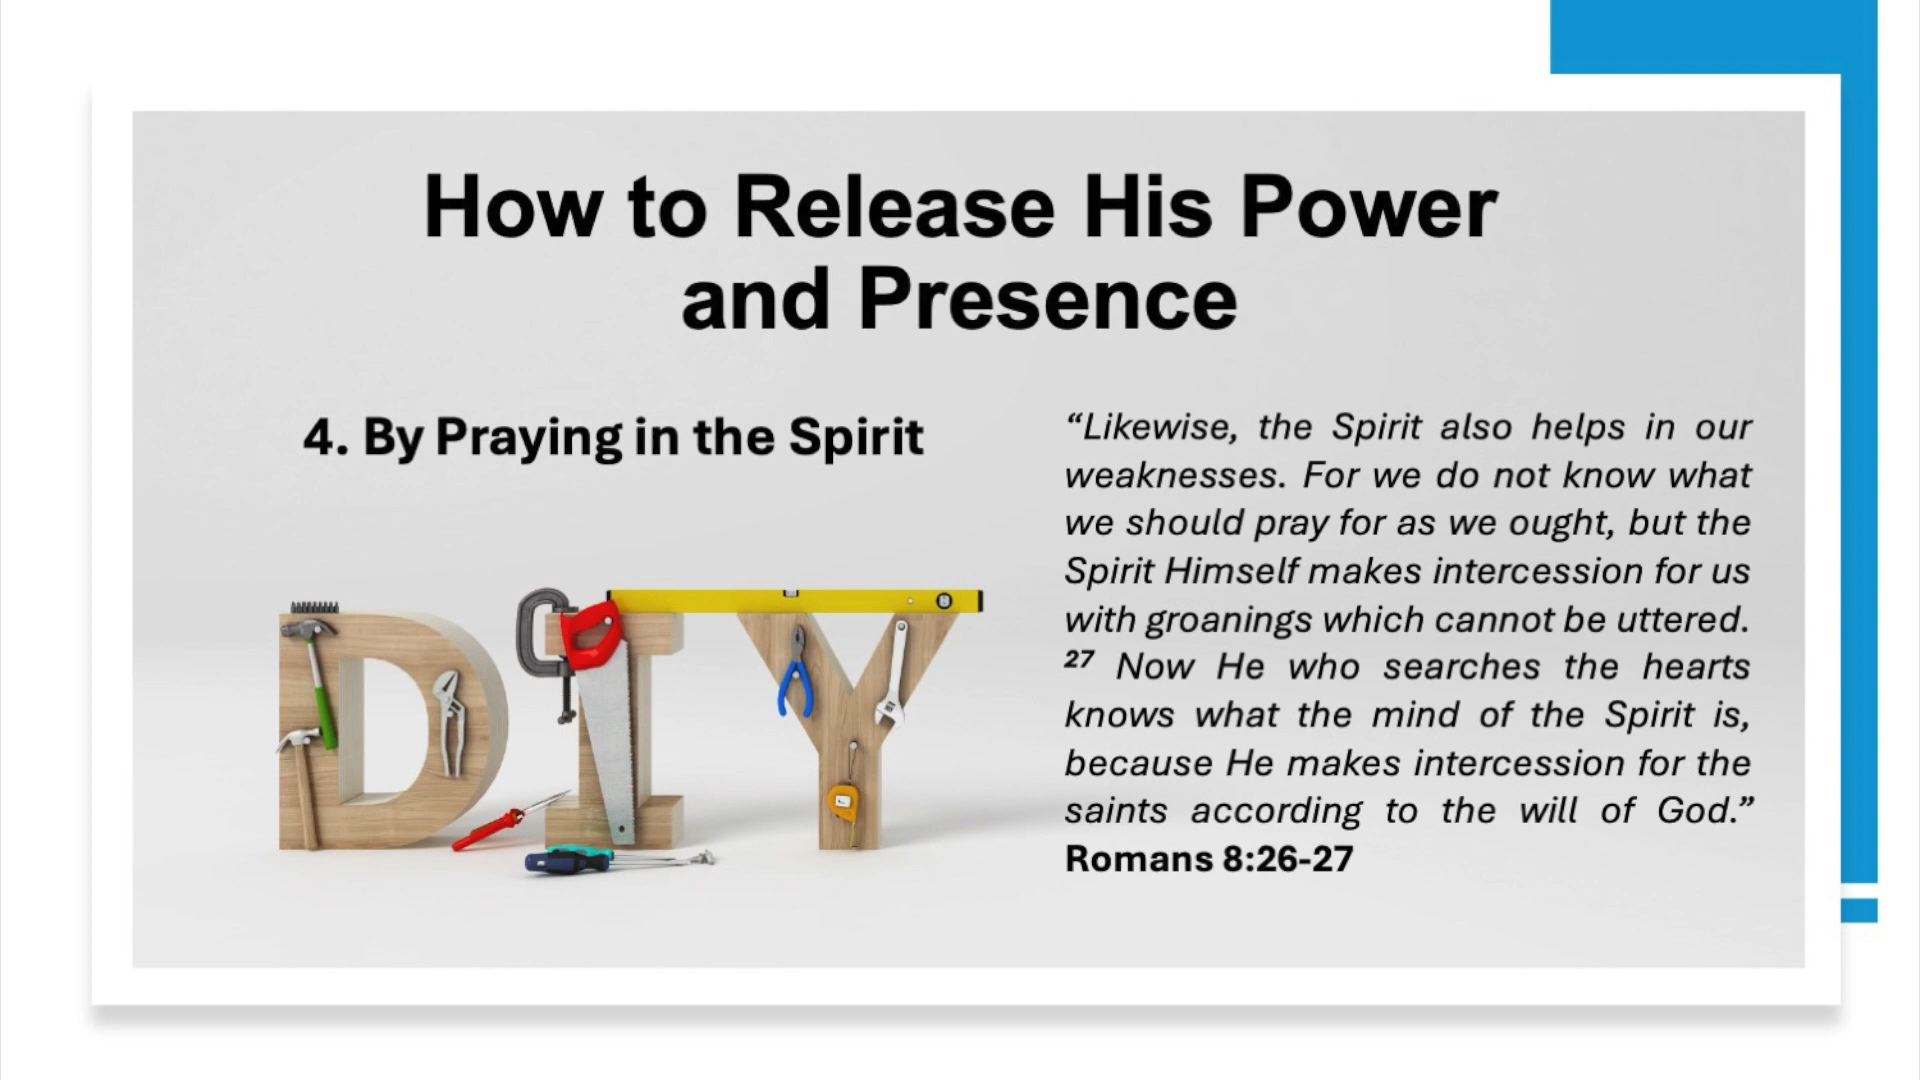 How to Release His Power
and Presence
4. By Praying in the Spirit
DIY
“Likewise, the Spirit also helps in our
weaknesses. For we do not know what
we should pray for as we ought, but the
Spirit Himself makes intercession for us
with groanings which cannot be uttered.
27 Now He who searches the hearts
knows what the mind of the Spirit is,
because He makes intercession for the
saints according to the will of God.”
Romans 8:26-27